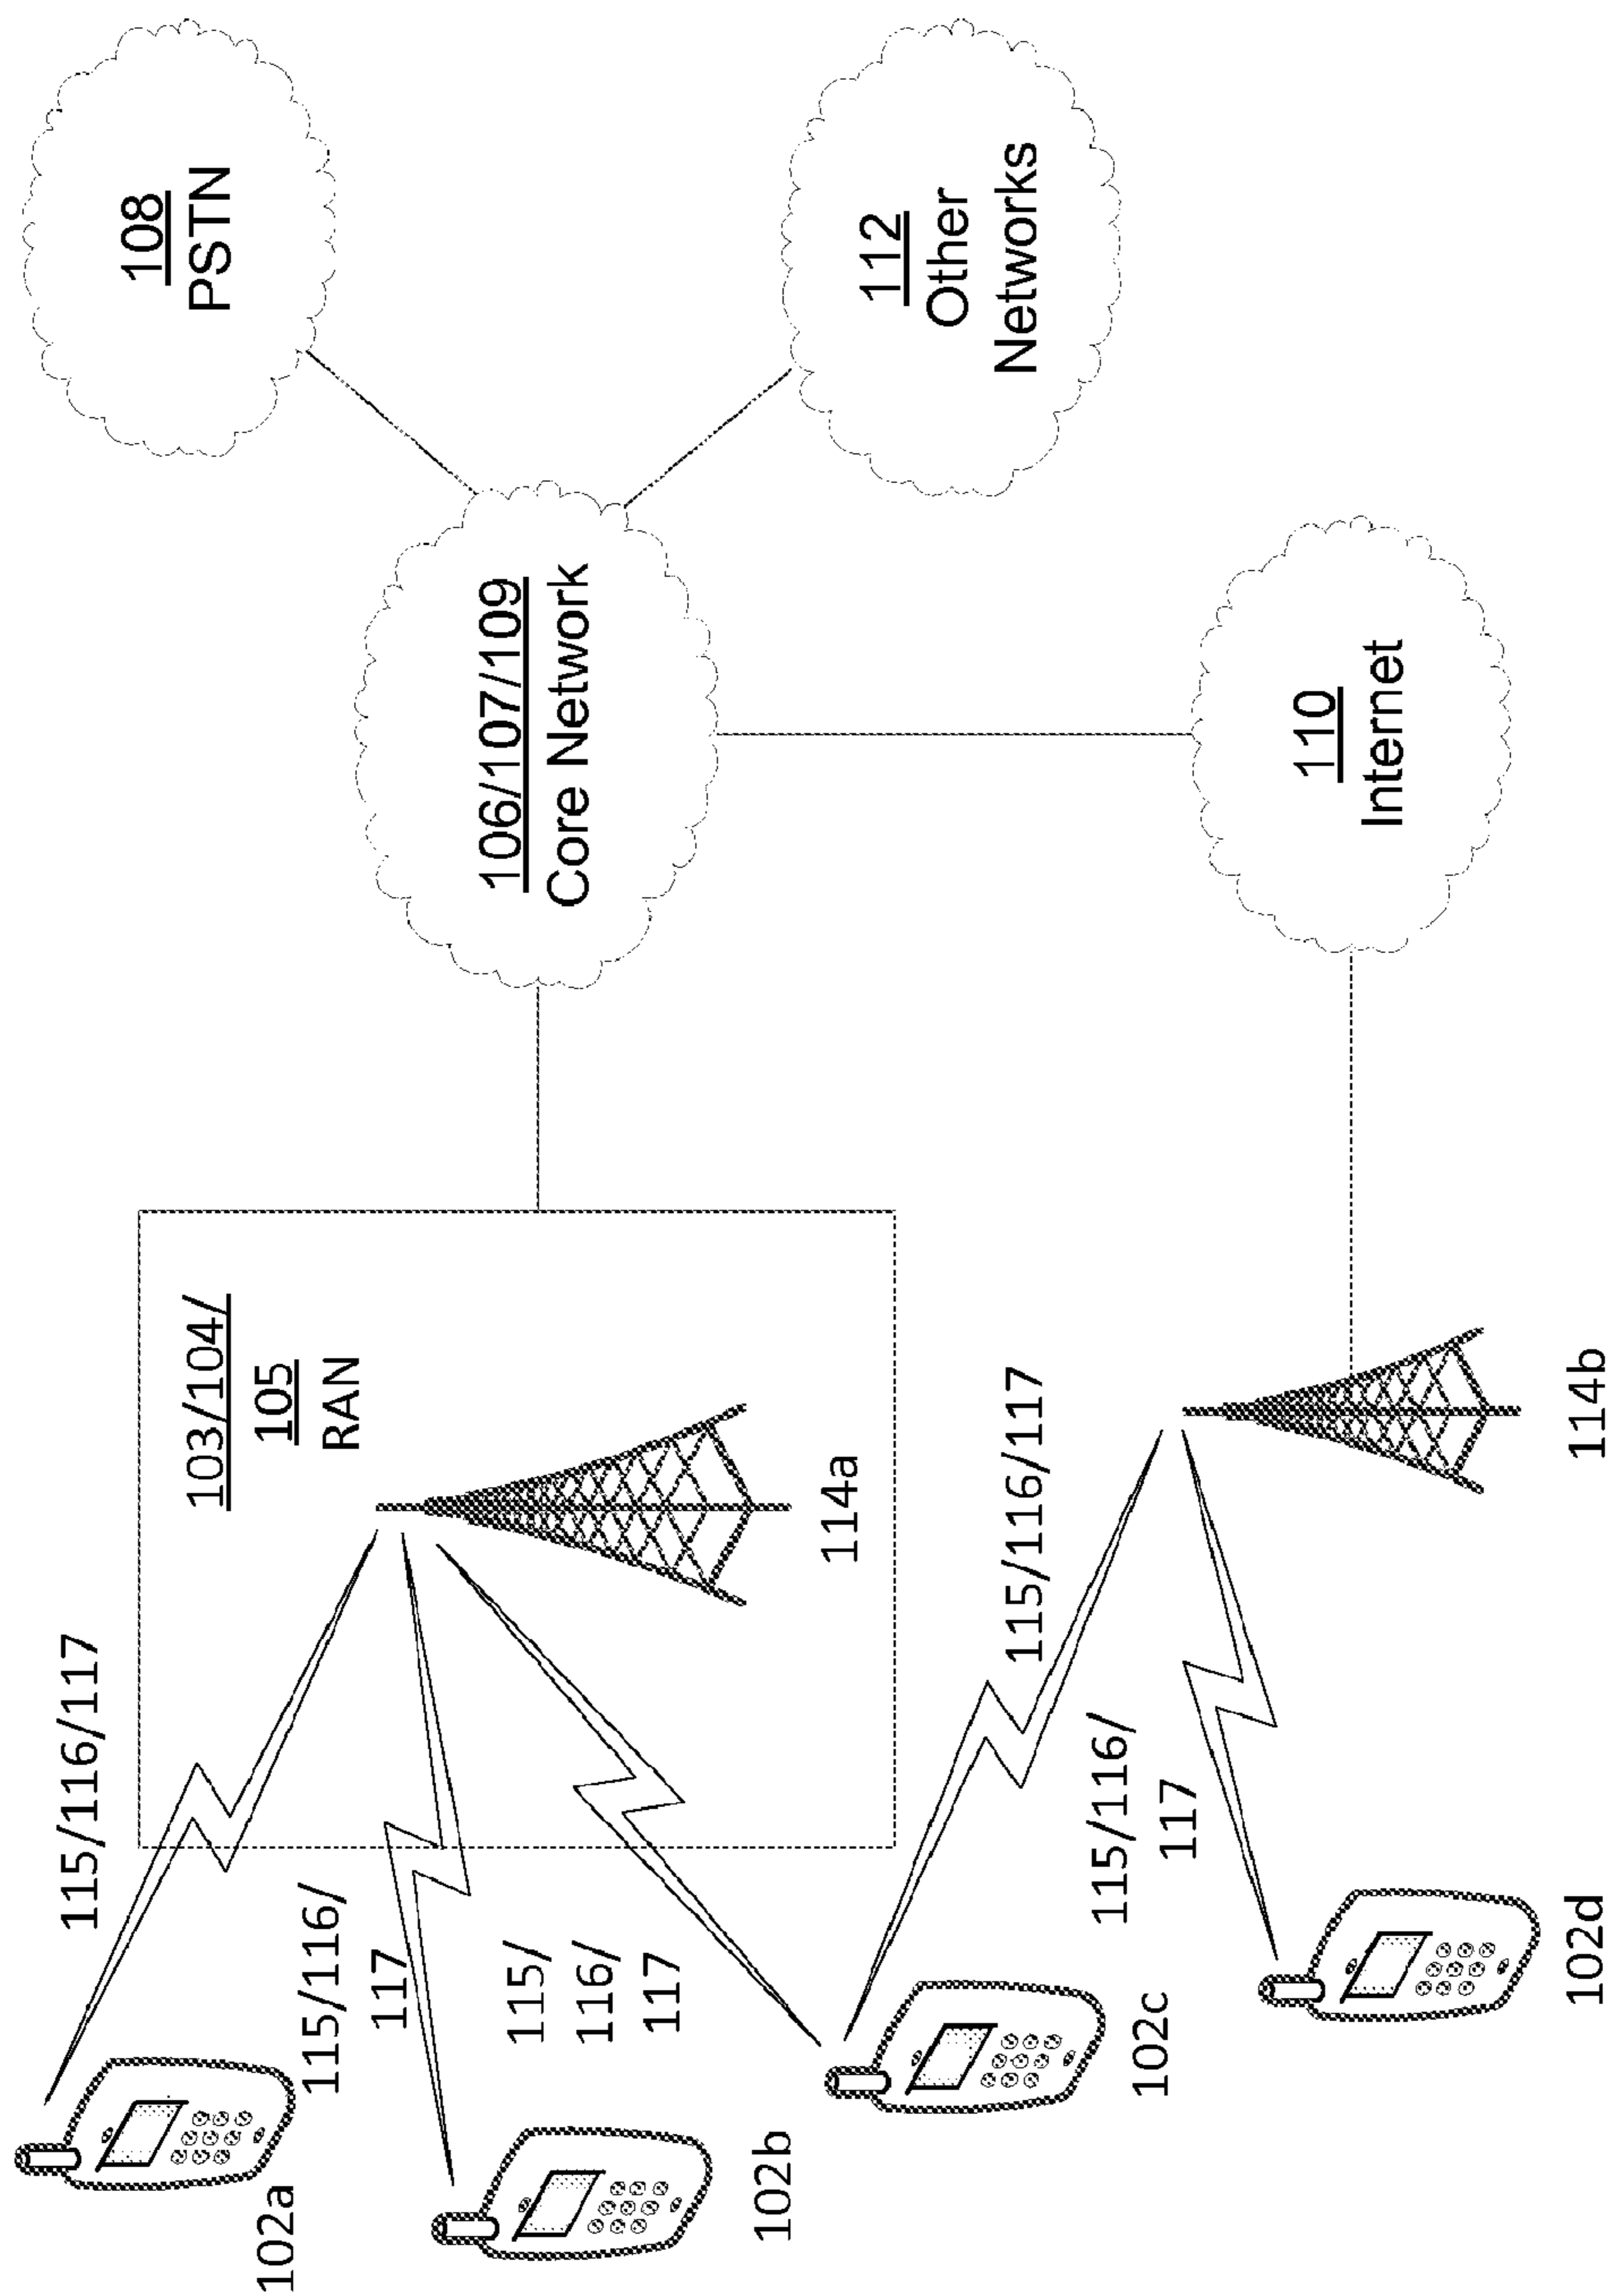 115/116/117
103/104/
105
RAN
108
PSTN
102a
115/116/
117
114a
106/107/109
Core Network
102b
115/
116/
117
112
Other
Networks
102c
115/116/117
115/116/
117
110
Internet
102d
114b